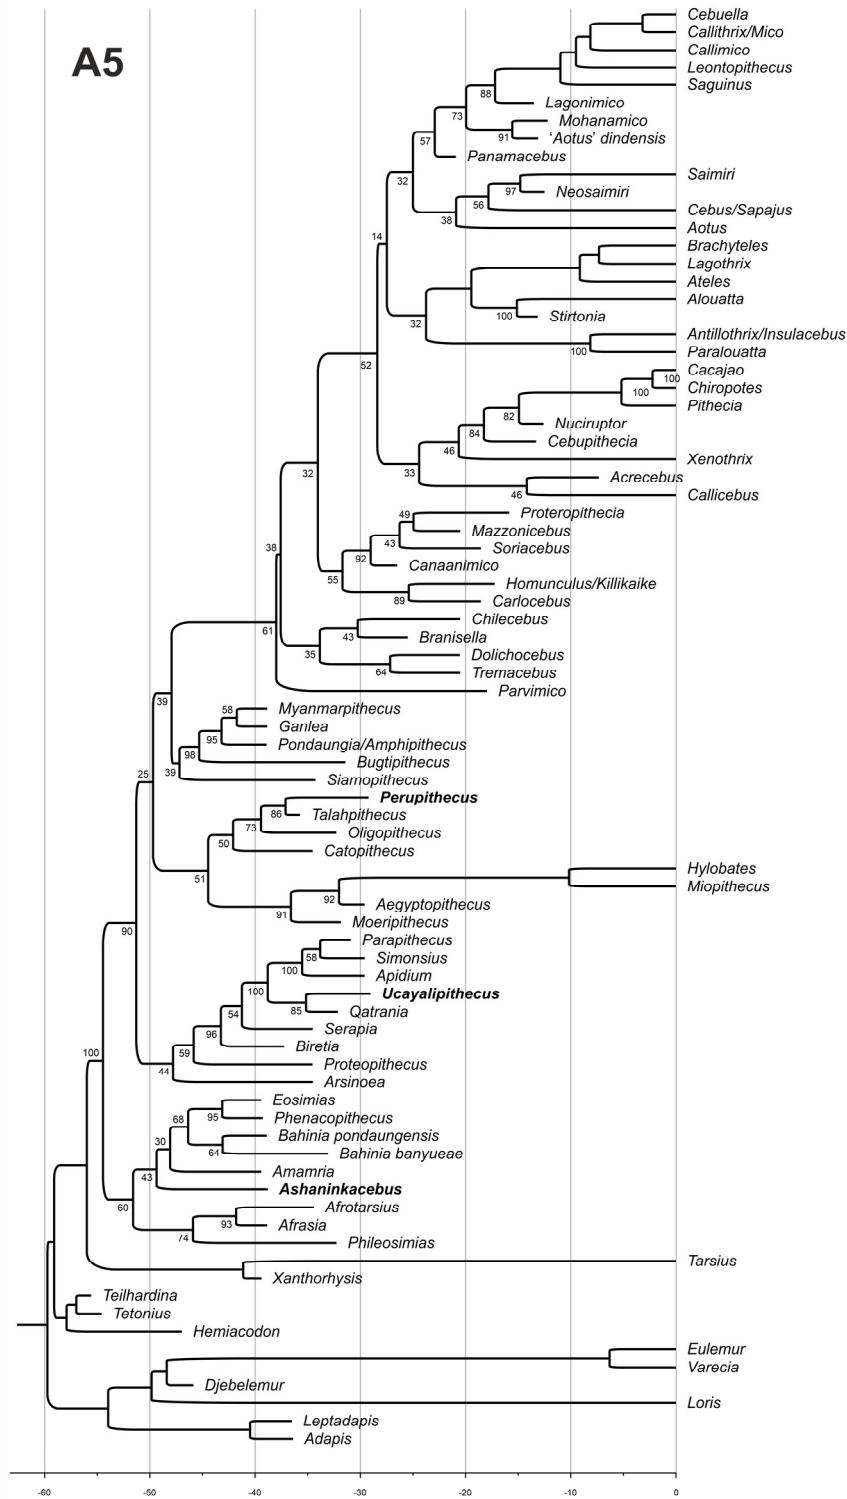 A5
Cebuella
Callithrix/Mico
Callimico
Leontopithecus
Saguinus
88
Lagonimico
73
Mohanamico
91
‘Aotus’ dindensis
57
Panamacebus
32
Saimiri
97
Neosaimiri
56
Cebus/Sapajus
38
Aotus
14
Brachyteles
Lagothrix
Ateles
Alouatta
100
Stirtonia
32
Antillothrix/Insulacebus
100
Paralouatta
52
Cacajao
100
Chiropotes
100
Pithecia
82
Nuciruptor
84
Cebupithecia
46
Xenothrix
33
Acrecebus
46
Callicebus
32
49
Proteropithecia
Mazzonicebus
43
Soriacebus
92
Canaanimico
55
Homunculus/Killikaike
89
Carlocebus
38
Chilecebus
61
43
Branisella
35
Dolichocebus
64
Tremacebus
Parvimico
39
58
Myanmarpithecus
Ganlea
95
Pondaungia/Amphipithecus
98
Bugtipithecus
39
Siamopithecus
25
Perupithecus
86
Talahpithecus
73
Oligopithecus
50
Catopithecus
51
Hylobates
Miopithecus
92
Aegyptopithecus
91
Moeripithecus
90
Parapithecus
58
Simonsius
100
Apidium
100
Ucayalipithecus
85
Qatrania
54
Serapia
96
Biretia
59
Proteopithecus
44
Arsinoea
100
Eosimias
95
Phenacopithecus
68
Bahinia pondaungensis
64
Bahinia banyueae
30
Amamria
43
Ashaninkacebus
60
Afrotarsius
93
Afrasia
74
Phileosimias
Tarsius
Xanthorhysis
Teilhardina
Tetonius
Hemiacodon
Eulemur
Varecia
Djebelemur
Loris
Leptadapis
Adapis
-60 -50 -40 -30 -20 -10 0